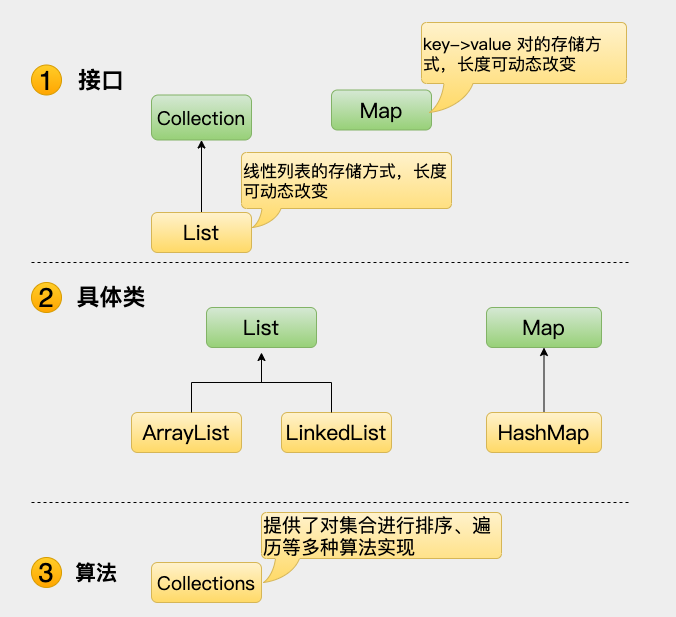 1 接口
key->value 对的存储方
式，长度可动态改变
Collection
Map
线性列表的存储方式，长度
可动态改变
List
2 具体类
List
Map
ArrayList
LinkedList
HashMap
提供了对集合进行排序、遍
历等多种算法实现
3 算法
Collections